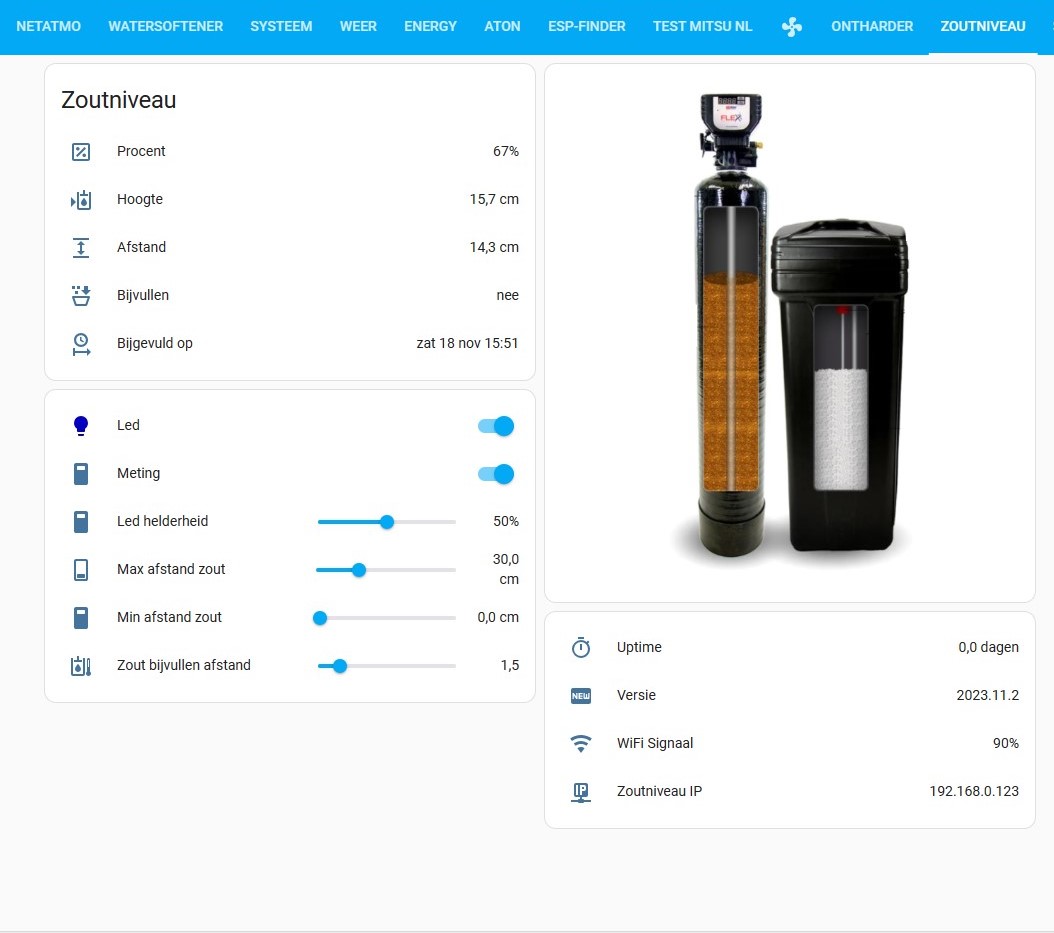 NETATMO WATERSOFTENER SYSTEEM WEER ENERGY ATON ESP-FINDER TEST MITSU NL ONTHARDER ZOUTNIVEAU
Zoutniveau
Procent 67%
Hoogte 15,7 cm
Afstand 14,3 cm
Bijvullen nee
Bijgevuld op zat 18 nov 15:51
Led
Meting
Led helderheid 50%
Max afstand zout 30,0 cm
Min afstand zout 0,0 cm
Zout bijvullen afstand 1,5
FLEX
Uptime 0,0 dagen
NEW Versie 2023.11.2
WiFi Signaal 90%
IP Zoutniveau IP 192.168.0.123